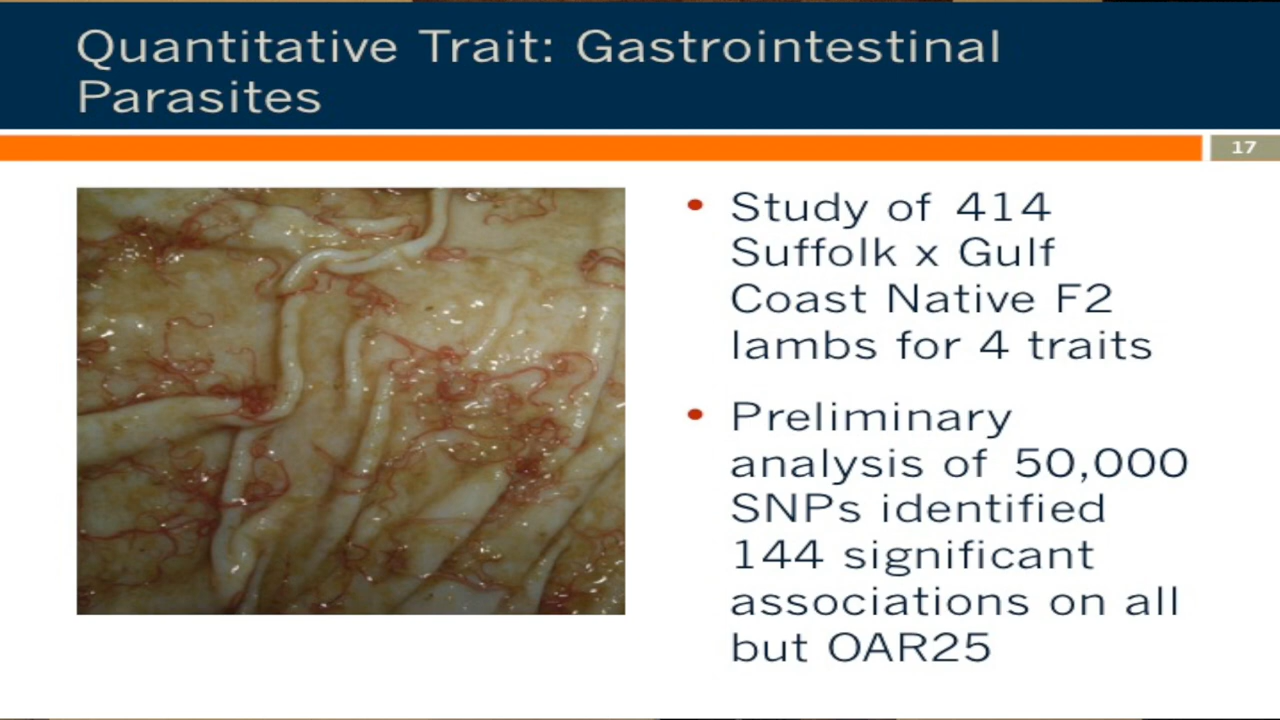 Quantitative Trait: Gastrointestinal
Parasites
17
• Study of 414
Suffolk x Gulf
Coast Native F2
lambs for 4 traits
• Preliminary
analysis of 50,000
SNPs identified
144 significant
associations on all
but OAR25